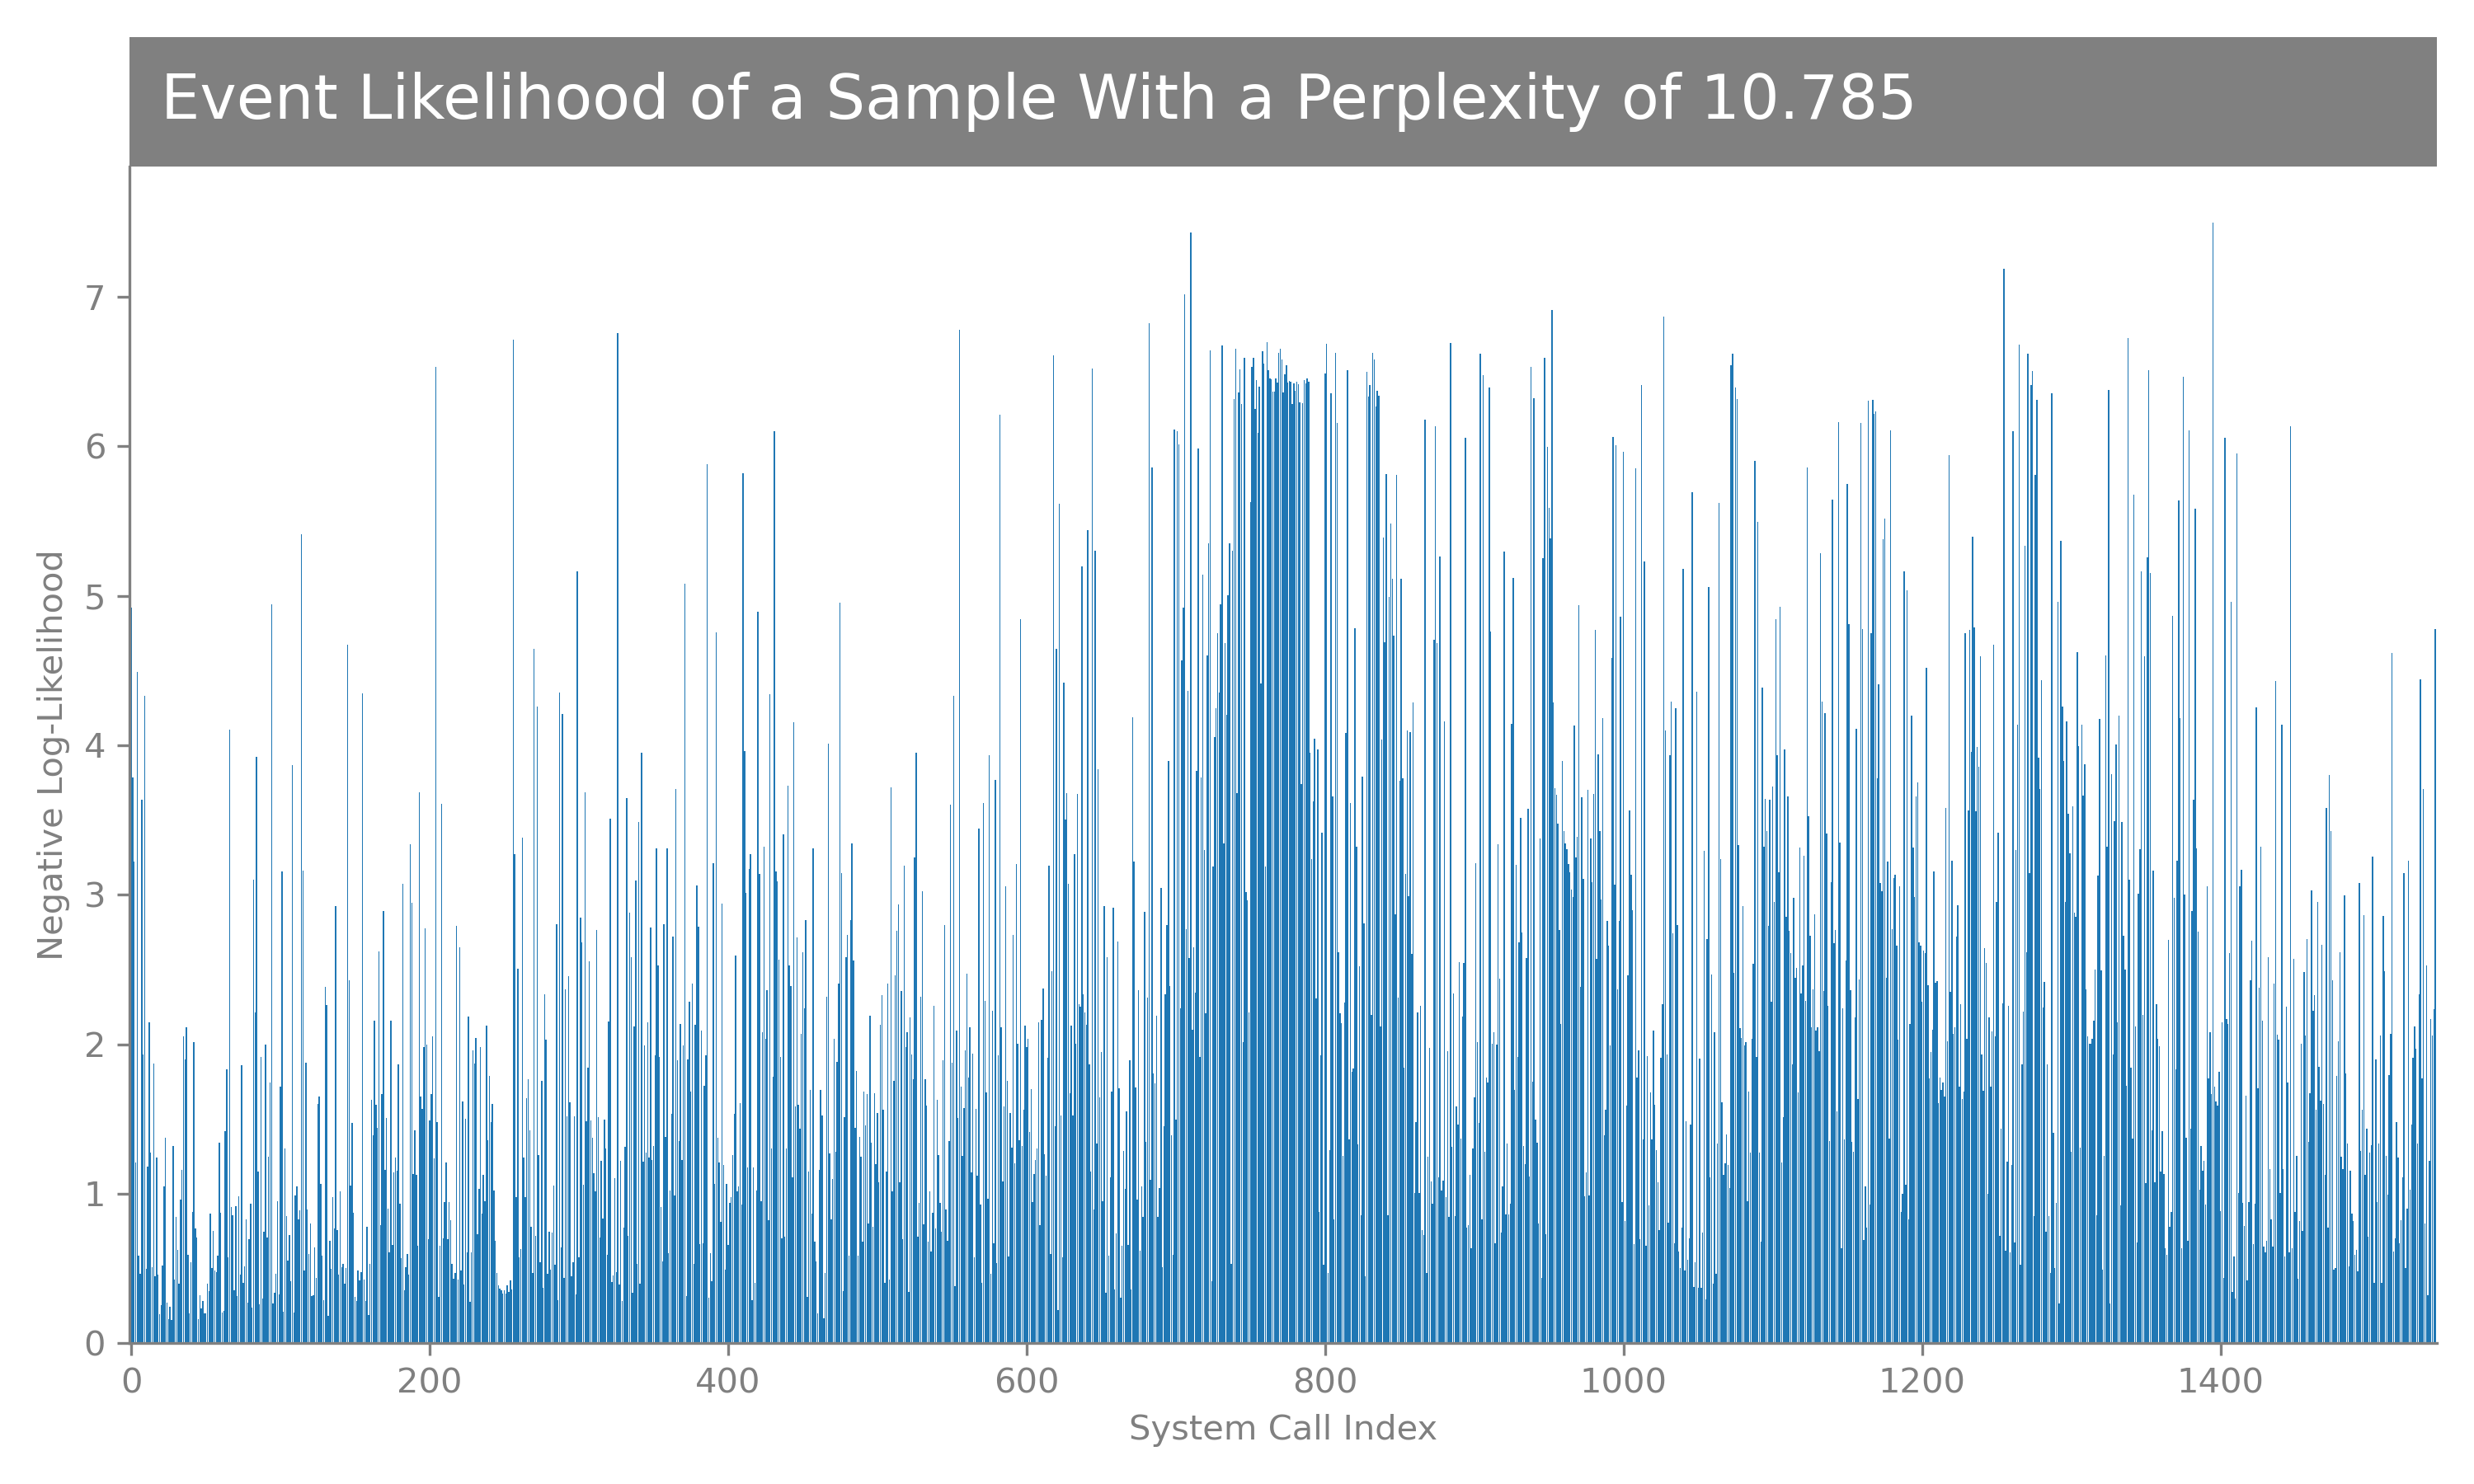 Event Likelihood of a Sample With a Perplexity of 10.785
Negative Log-Likelihood
7
6
5
4
3
2
1
0
0 200 400 600 800 1000 1200 1400
System Call Index